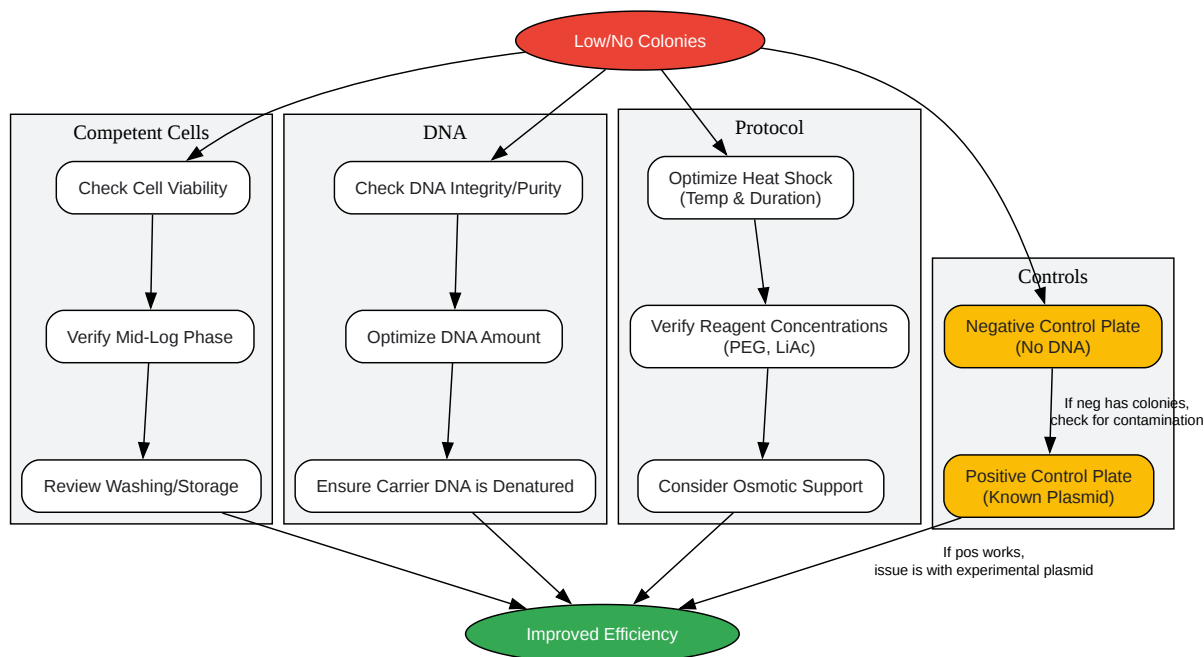 Low/No Colonies
Competent Cells
Check Cell Viability
Verify Mid-Log Phase
Review Washing/Storage
DNA
Check DNA Integrity/Purity
Optimize DNA Amount
Ensure Carrier DNA is Denatured
Protocol
Optimize Heat Shock
(Temp & Duration)
Verify Reagent Concentrations
(PEG, LiAc)
Consider Osmotic Support
Controls
Negative Control Plate
(No DNA)
If neg has colonies,
check for contamination
Positive Control Plate
(Known Plasmid)
If pos works,
issue is with experimental plasmid
Improved Efficiency